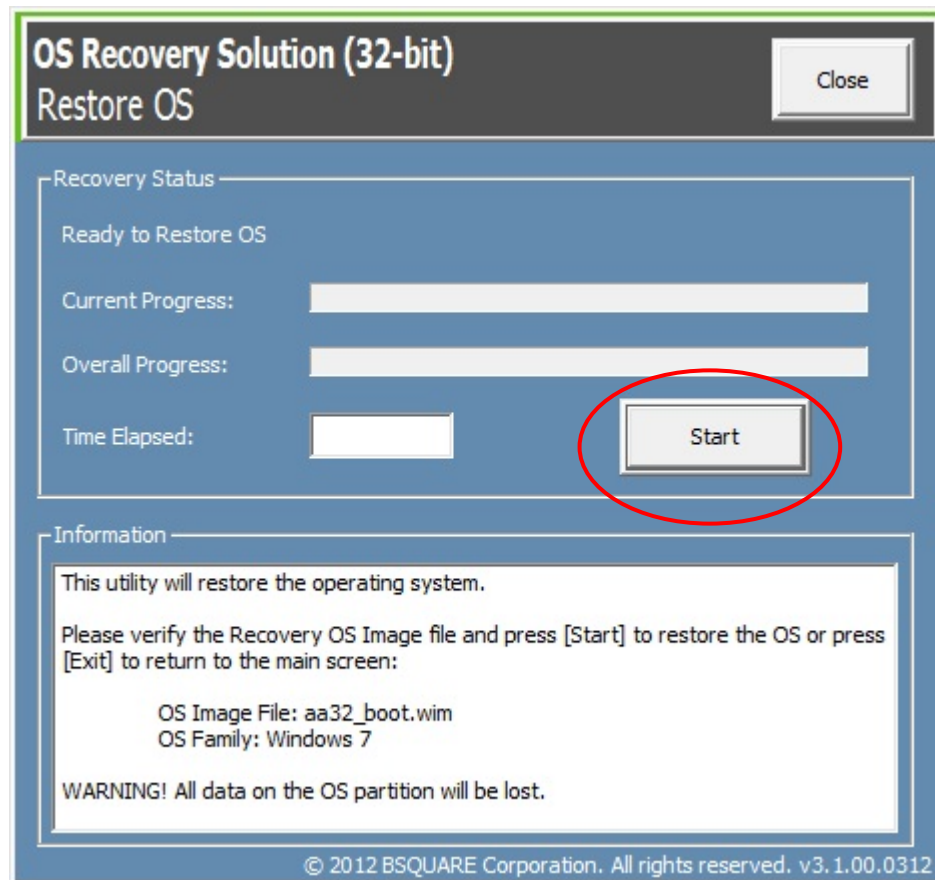 OS Recovery Solution (32-bit)
Restore OS
Close
Recovery Status
Ready to Restore OS
Current Progress:
Overall Progress:
Time Elapsed:
Start
Information
This utility will restore the operating system.
Please verify the Recovery OS Image file and press [Start] to restore the OS or press
[Exit] to return to the main screen:
OS Image File: aa32_boot.wim
OS Family: Windows 7
WARNING! All data on the OS partition will be lost.
© 2012 BSQUARE Corporation. All rights reserved. v3.1.00.0312